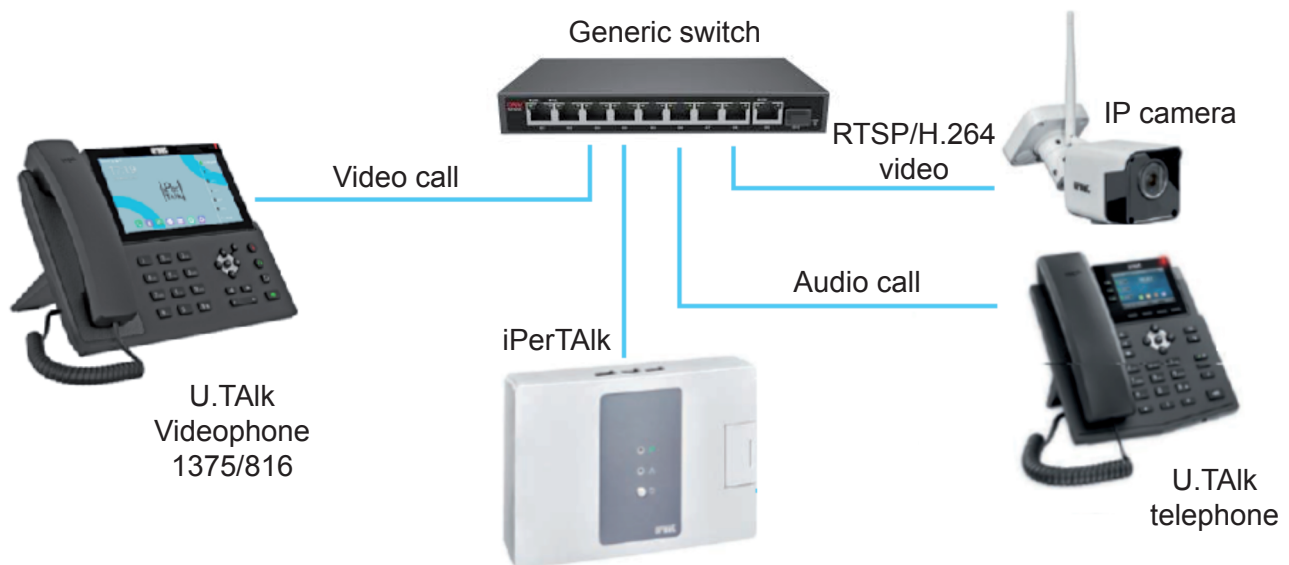 Generic switch
RTSP/H.264
video
IP camera
Video call
Audio call
iPerTAlk
U.TAlk
Videophone
1375/816
U.TAlk
telephone